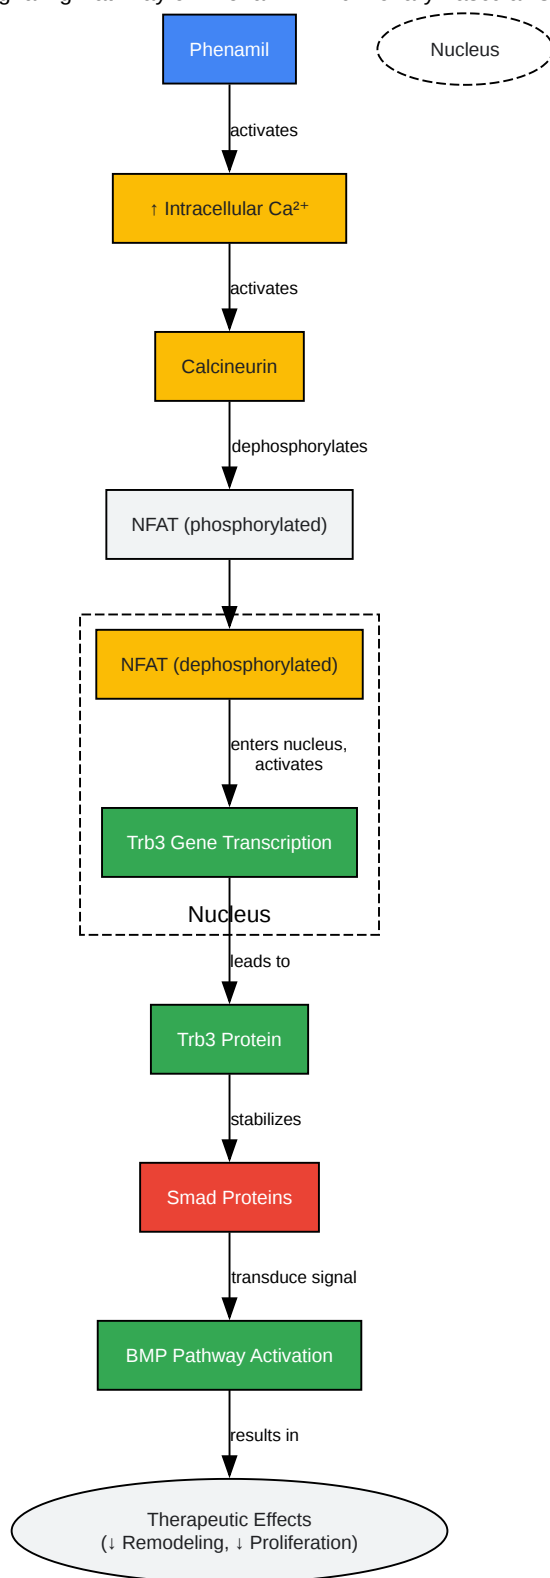 Phenamil
Nucleus
activates
↑ Intracellular Ca²⁺
activates
Calcineurin
dephosphorylates
NFAT (phosphorylated)
NFAT (dephosphorylated)
enters nucleus,
activates
Trb3 Gene Transcription
Nucleus
leads to
Trb3 Protein
stabilizes
Smad Proteins
transduce signal
BMP Pathway Activation
results in
Therapeutic Effects
(↓ Remodeling, ↓ Proliferation)